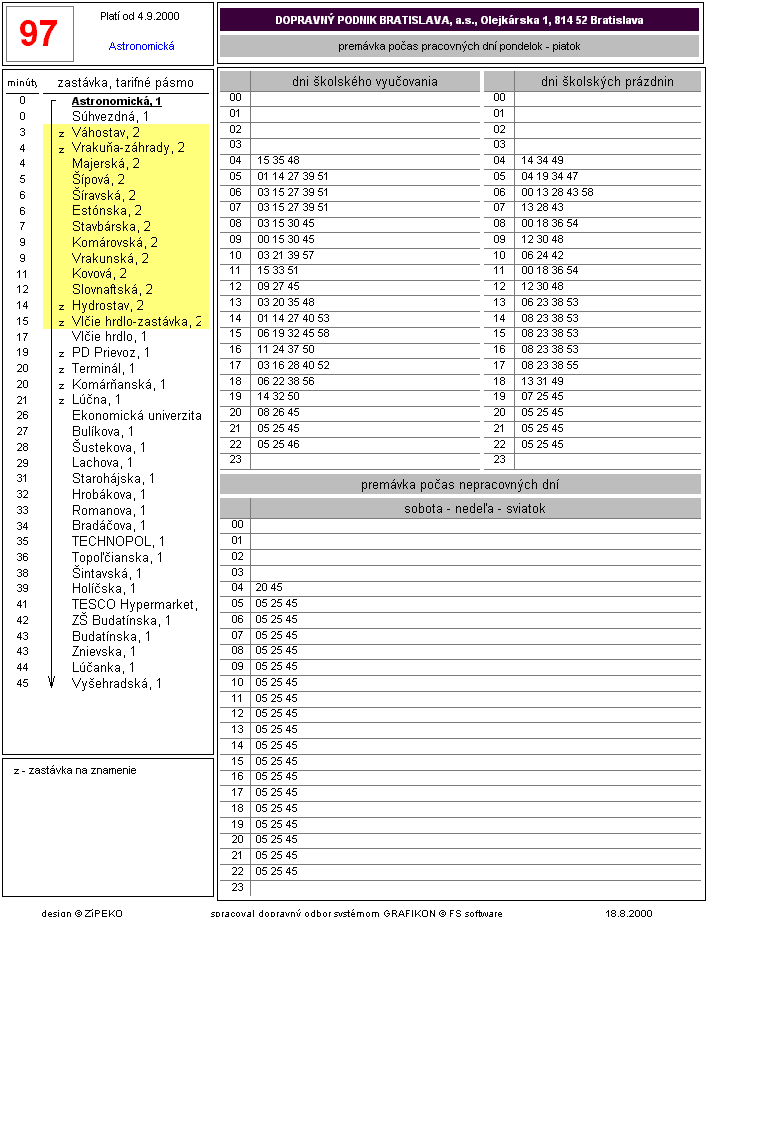 97
Platí od 4.9.2000
Astronomická
DOPRAVNÝ PODNIK BRATISLAVA, a.s., Olejkárska 1, 814 52 Bratislava
premávka počas pracovných dní pondelok - piatok
minúty zastávka, tarifné pásmo
0 Astronomická, 1
0 Súhvezdná, 1
3 z Váhostav, 2
4 z Vrakuňa-záhrady, 2
4 Majerská, 2
5 Šípová, 2
6 Šíravská, 2
6 Estónska, 2
7 Stavbárska, 2
9 Komárovská, 2
9 Vrakunská, 2
11 Kovová, 2
12 Slovnaftská, 2
14 z Hydrostav, 2
15 z Vlčie hrdlo-zastávka, 2
17 Vlčie hrdlo, 1
19 z PD Prievoz, 1
20 z Terminál, 1
20 z Komárňanská, 1
21 z Lúčna, 1
26 Ekonomická univerzita
27 Bulíkova, 1
28 Šustekova, 1
29 Lachova, 1
31 Starohájska, 1
32 Hrobákova, 1
33 Romanova, 1
34 Bradáčova, 1
35 TECHNOPOL, 1
36 Topoľčianska, 1
38 Šintavská, 1
39 Holíčska, 1
41 TESCO Hypermarket,
42 ZŠ Budatínska, 1
43 Budatínska, 1
43 Znievska, 1
44 Lúčanka, 1
45 Vyšehradská, 1
z - zastávka na znamenie
dni školského vyučovania
00
01
02
03
04 15 35 48
05 01 14 27 39 51
06 03 15 27 39 51
07 03 15 27 39 51
08 03 15 30 45
09 00 15 30 45
10 03 21 39 57
11 15 33 51
12 09 27 45
13 03 20 35 48
14 01 14 27 40 53
15 06 19 32 45 58
16 11 24 37 50
17 03 16 28 40 52
18 06 22 38 56
19 14 32 50
20 08 26 45
21 05 25 45
22 05 25 46
23
dni školských prázdnin
00
01
02
03
04 14 34 49
05 04 19 34 47
06 00 13 28 43 58
07 13 28 43
08 00 18 36 54
09 12 30 48
10 06 24 42
11 00 18 36 54
12 12 30 48
13 06 23 38 53
14 08 23 38 53
15 08 23 38 53
16 08 23 38 53
17 08 23 38 55
18 13 31 49
19 07 25 45
20 05 25 45
21 05 25 45
22 05 25 45
23
premávka počas nepracovných dní
sobota - nedeľa - sviatok
00
01
02
03
04 20 45
05 05 25 45
06 05 25 45
07 05 25 45
08 05 25 45
09 05 25 45
10 05 25 45
11 05 25 45
12 05 25 45
13 05 25 45
14 05 25 45
15 05 25 45
16 05 25 45
17 05 25 45
18 05 25 45
19 05 25 45
20 05 25 45
21 05 25 45
22 05 25 45
23
design © ZiPEKO spracoval dopravný odbor systémom GRAFIKON © FS software 18.8.2000